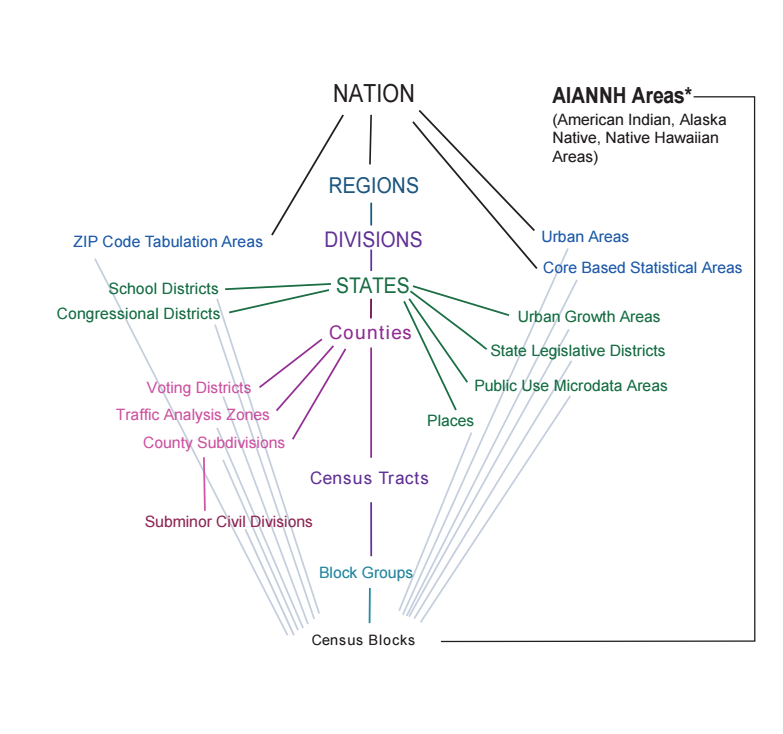 NATION
AIANNH Areas*
(American Indian, Alaska
Native, Native Hawaiian
Areas)
REGIONS
ZIP Code Tabulation Areas
DIVISIONS
Urban Areas
Core Based Statistical Areas
School Districts
STATES
Congressional Districts
Urban Growth Areas
Counties
State Legislative Districts
Voting Districts
Public Use Microdata Areas
Traffic Analysis Zones
Places
County Subdivisions
Census Tracts
Subminor Civil Divisions
Block Groups
Census Blocks